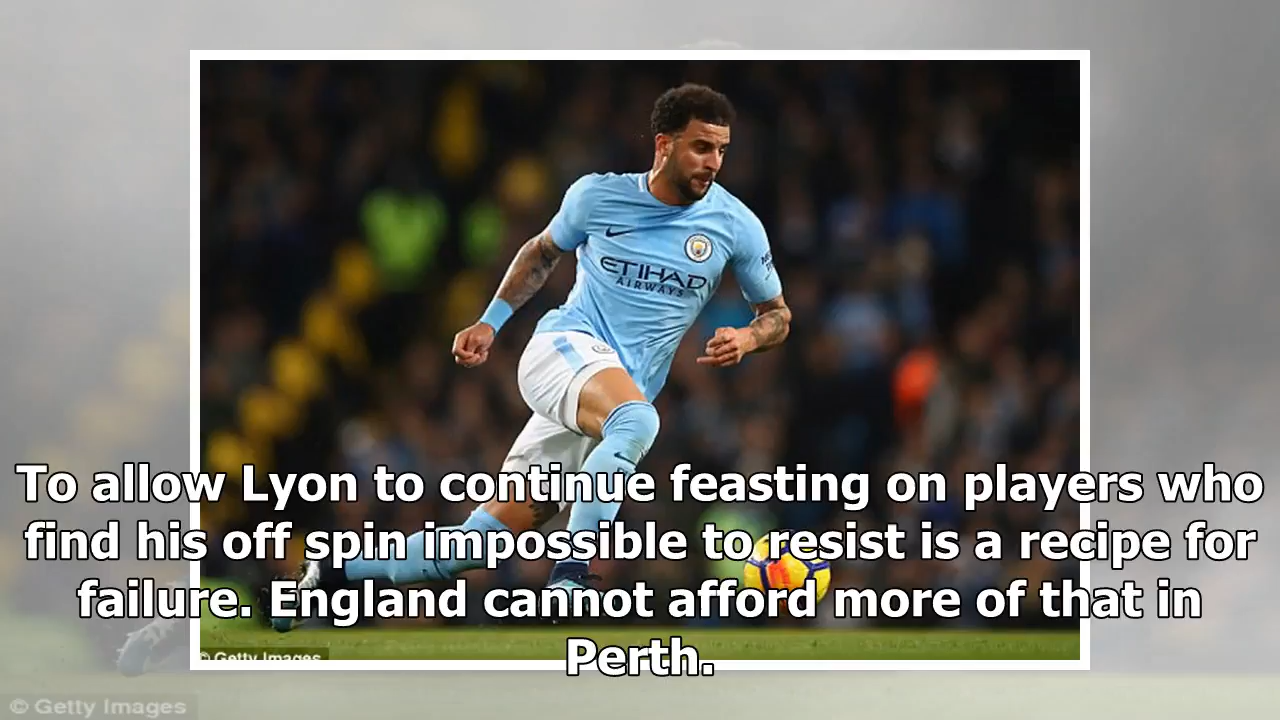 ETIHAD
AIRWAYS
To allow Lyon to continue feasting on players who
find his off spin impossible to resist is a recipe for
failure. England cannot afford more of that in
Perth.
© Getty Images
© Getty Images